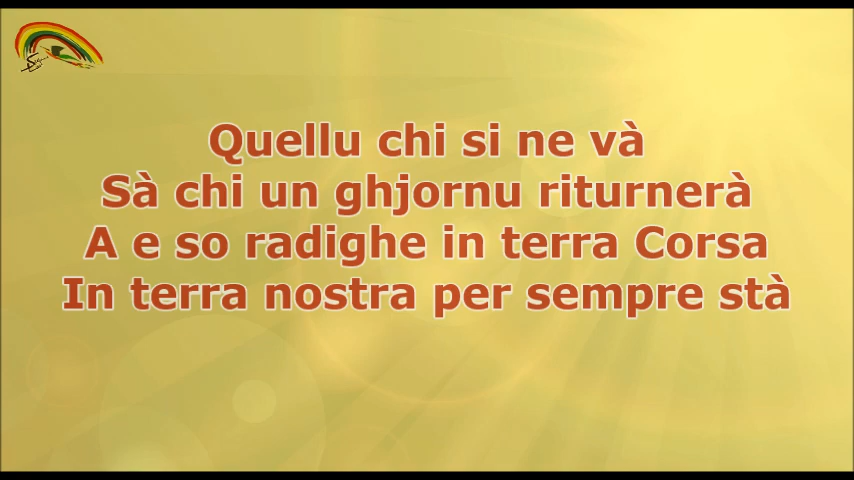 Quellu chi si ne và
Sà chi un ghjornu riturnerà
A e so radighe in terra Corsa
In terra nostra per sempre stà